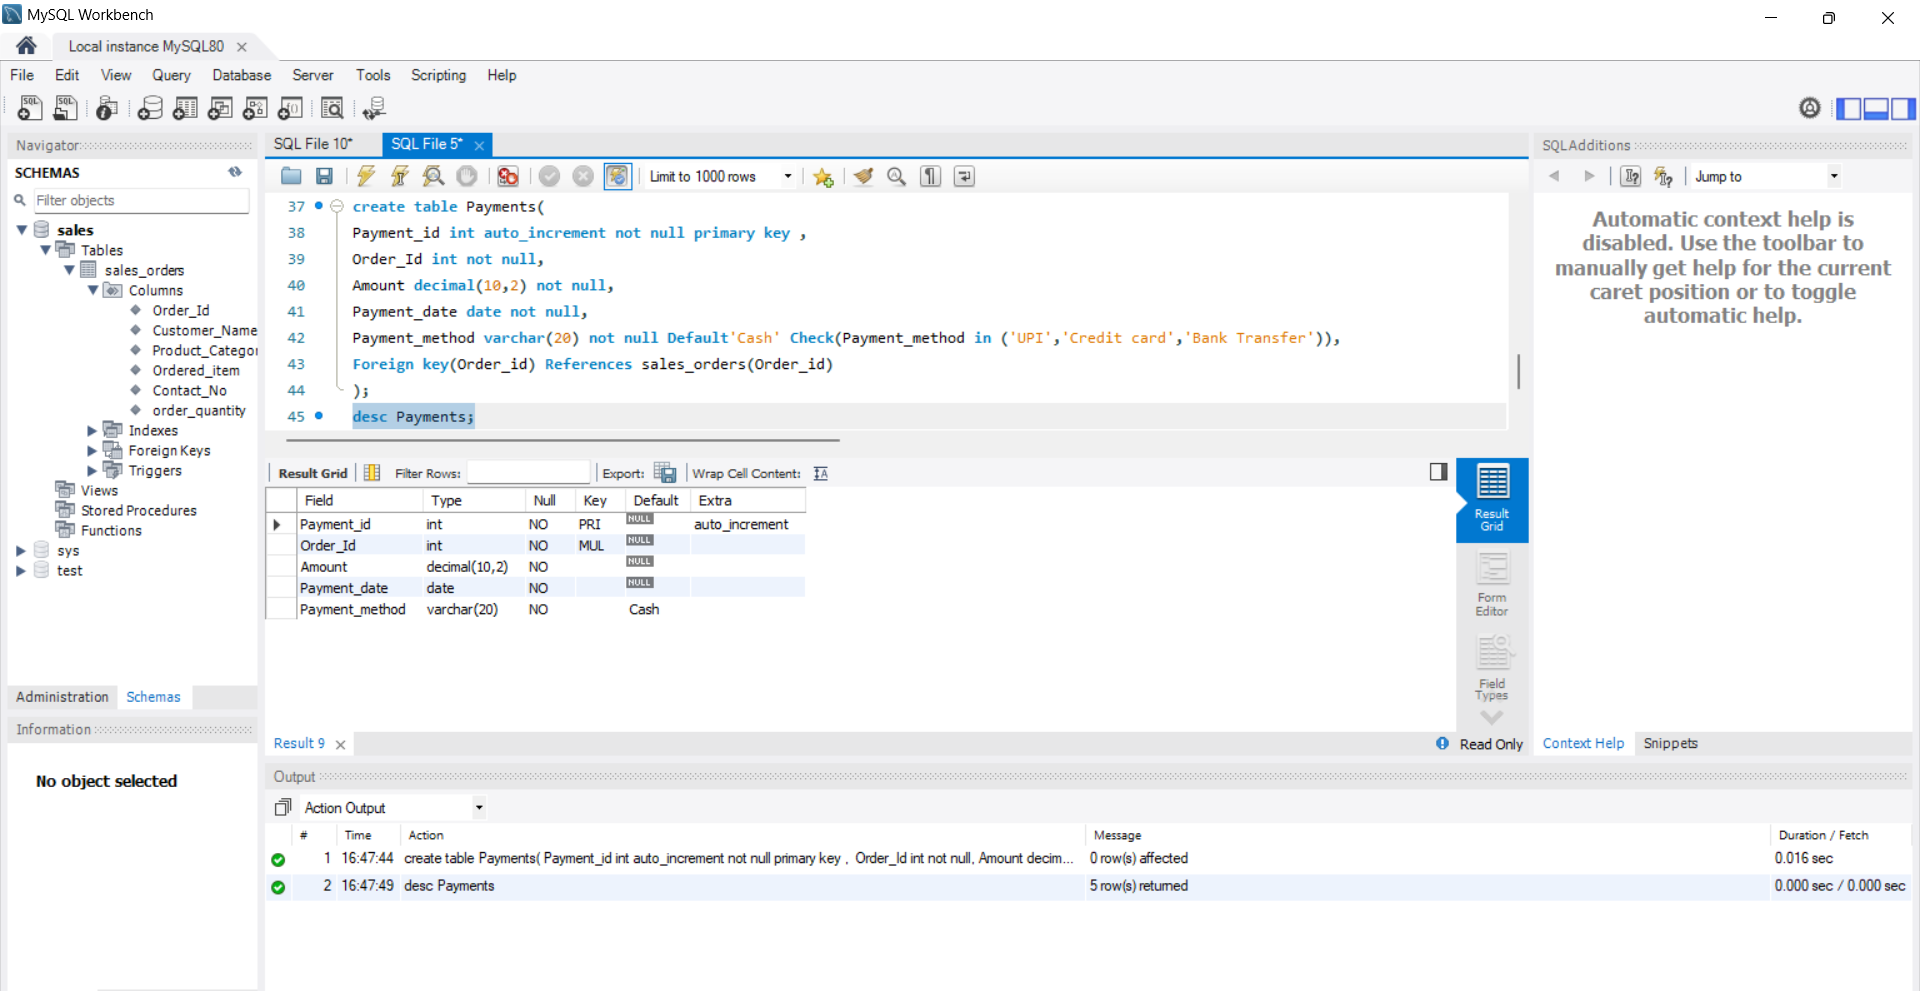 MySQL Workbench
Local instance MySQL80
File Edit View Query Database Server Tools Scripting Help
Navigator
SCHEMAS
Filter objects
sales
Tables
sales_orders
Columns
Order_Id
Customer_Name
Product_Catego
Ordered_item
Contact_No
order_quantity
Indexes
Foreign Keys
Triggers
Views
Stored Procedures
Functions
sys
test
Administration Schemas
Information
No object selected
SQL File 10* SQL File 5*
Limit to 1000 rows
37 create table Payments(
38 Payment_id int auto_increment not null primary key ,
39 Order_Id int not null,
40 Amount decimal(10,2) not null,
41 Payment_date date not null,
42 Payment_method varchar(20) not null Default'Cash' Check(Payment_method in ('UPI','Credit card','Bank Transfer')),
43 Foreign key(Order_id) References sales_orders(Order_id)
44 );
45 desc Payments;
Result Grid Filter Rows: Export: Wrap Cell Content:
Field Type Null Key Default Extra
Payment_id int NO PRI NULL auto_increment
Order_Id int NO MUL NULL
Amount decimal(10,2) NO NULL
Payment_date date NO NULL
Payment_method varchar(20) NO Cash
Result
Grid
Form
Editor
Field
Types
Result 9
Read Only
SQLAdditions
Jump to
Automatic context help is
disabled. Use the toolbar to
manually get help for the current
caret position or to toggle
automatic help.
Context Help Snippets
Output
Action Output
# Time Action Message Duration / Fetch
1 16:47:44 create table Payments( Payment_id int auto_increment not null primary key , Order_Id int not null, Amount decim... 0 row(s) affected 0.016 sec
2 16:47:49 desc Payments 5 row(s) returned 0.000 sec / 0.000 sec